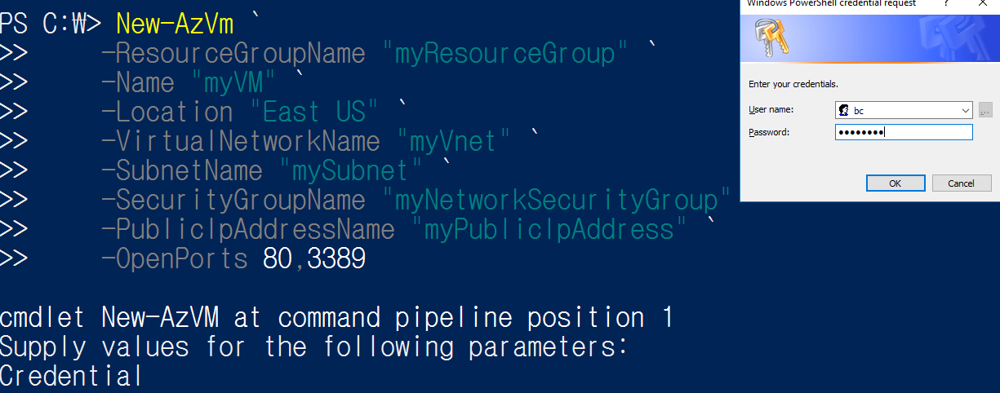 PS C:\> New-AzVm `
>>     -ResourceGroupName "myResourceGroup" `
>>     -Name "myVM" `
>>     -Location "East US" `
>>     -VirtualNetworkName "myVnet" `
>>     -SubnetName "mySubnet" `
>>     -SecurityGroupName "myNetworkSecurityGroup"
>>     -PublicIpAddressName "myPublicIpAddress" `
>>     -OpenPorts 80,3389
cmdlet New-AzVM at command pipeline position 1
Supply values for the following parameters:
Credential
Windows PowerShell credential request
Enter your credentials.
User name:
bc
...
Password:
••••••••
OK
Cancel